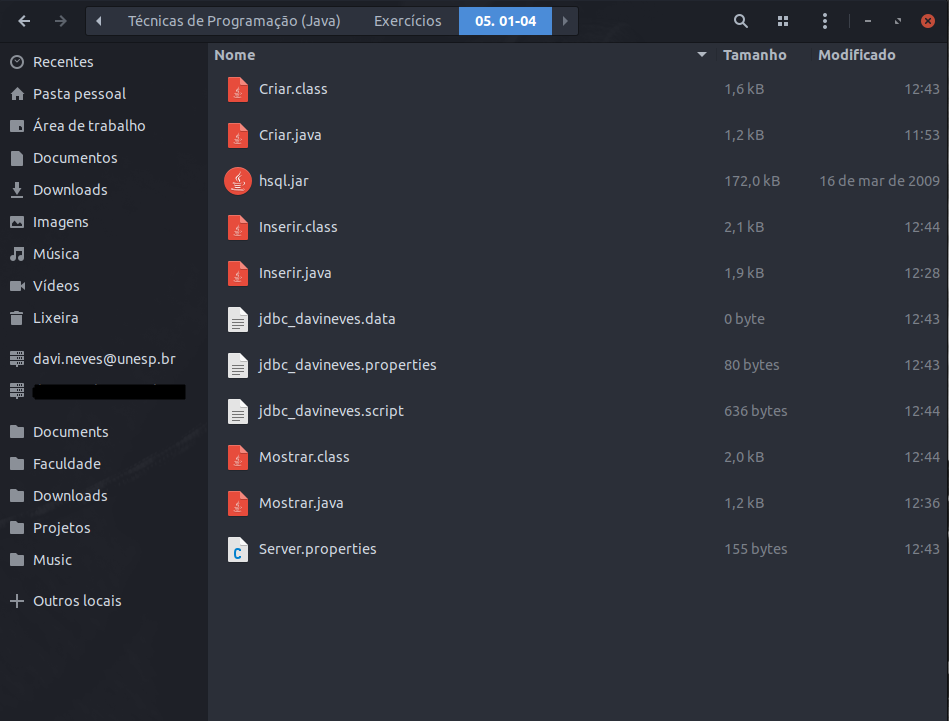 Técnicas de Programação (Java) Exercícios 05. 01-04
Nome Tamanho Modificado
Recentes
Pasta pessoal
Área de trabalho
Documentos
Downloads
Imagens
Música
Vídeos
Lixeira
davi.neves@unesp.br
Documents
Faculdade
Downloads
Projetos
Music
Outros locais
Criar.class 1,6 kB 12:43
Criar.java 1,2 kB 11:53
hsql.jar 172,0 kB 16 de mar de 2009
Inserir.class 2,1 kB 12:44
Inserir.java 1,9 kB 12:28
jdbc_davineves.data 0 byte 12:43
jdbc_davineves.properties 80 bytes 12:43
jdbc_davineves.script 636 bytes 12:44
Mostrar.class 2,0 kB 12:44
Mostrar.java 1,2 kB 12:36
Server.properties 155 bytes 12:43